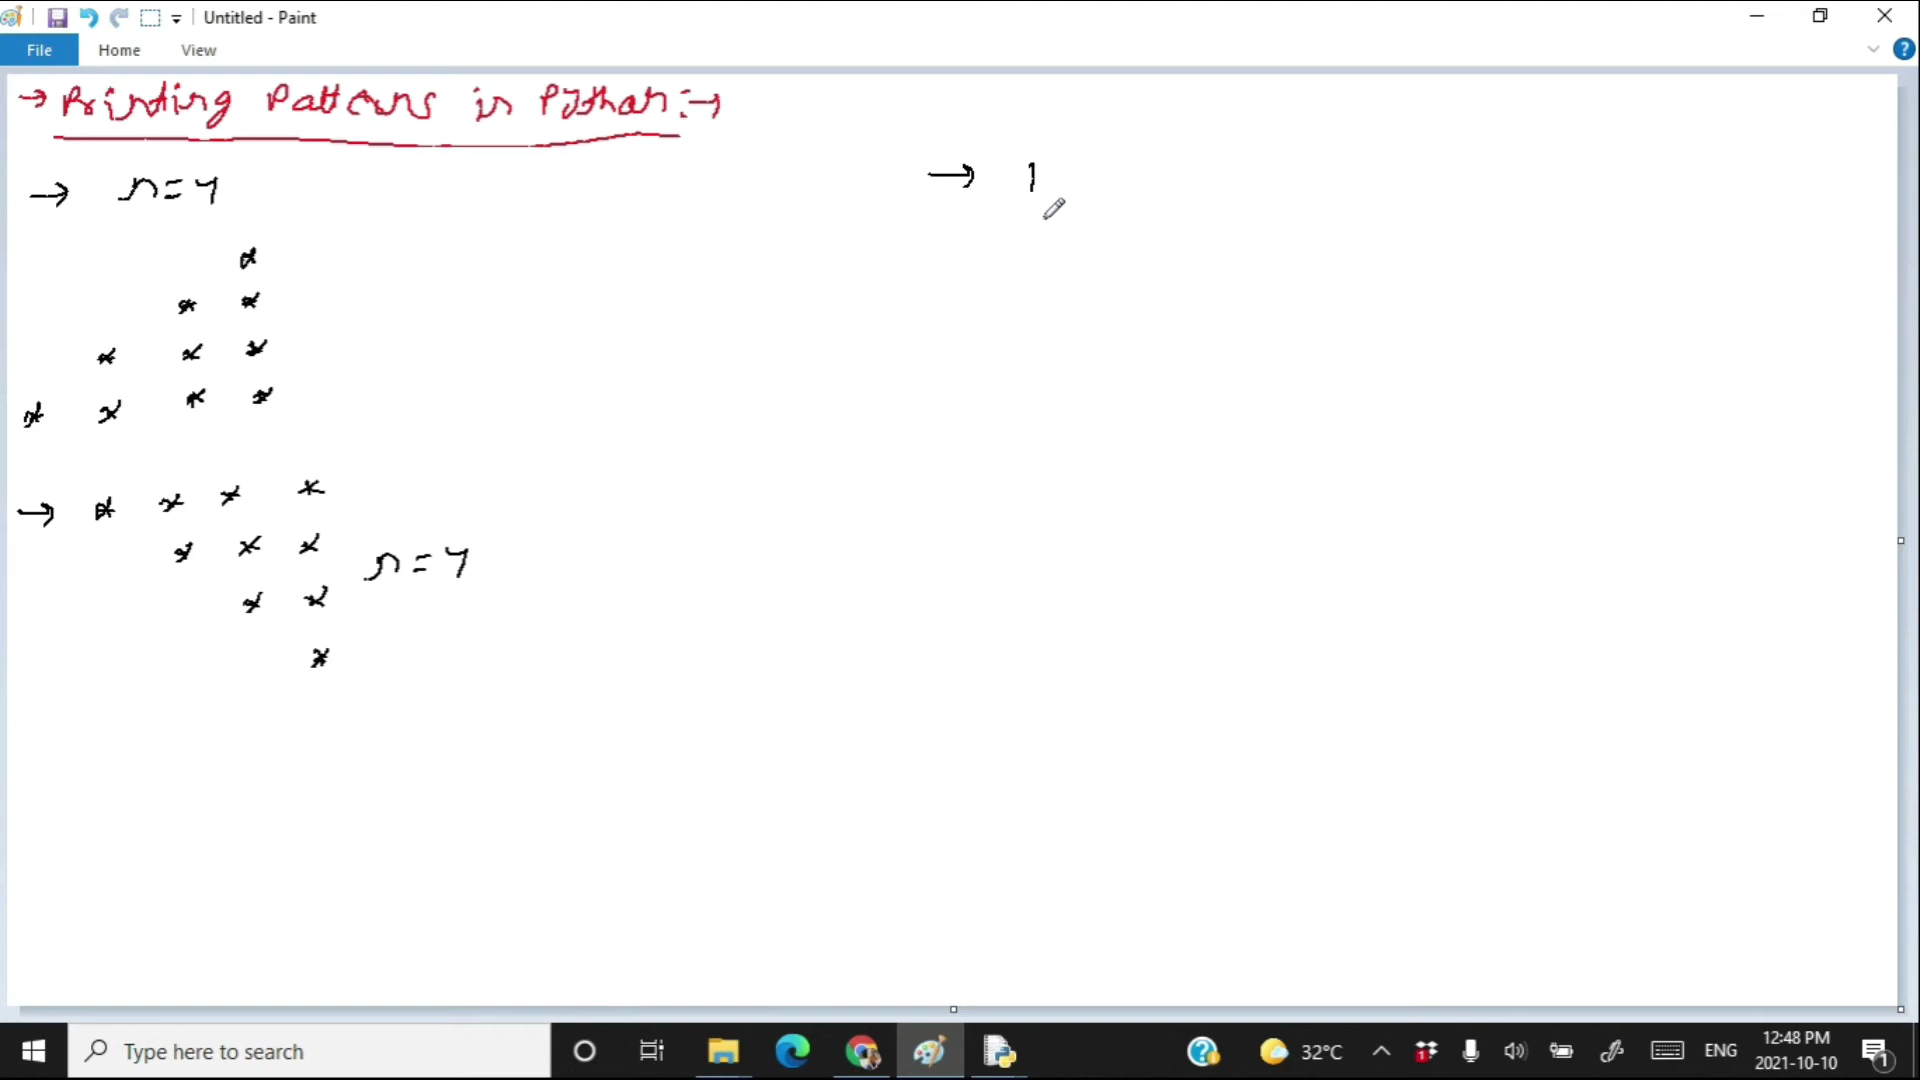 Untitled - Paint
File Home View
→ Printing Patterns in Python :→
→ n=4
*
* *
* * *
* * * *
→ * * * *
* * *
* *
*
n=4
→ 1
Type here to search
32°C
ENG
12:48 PM
2021-10-10
1